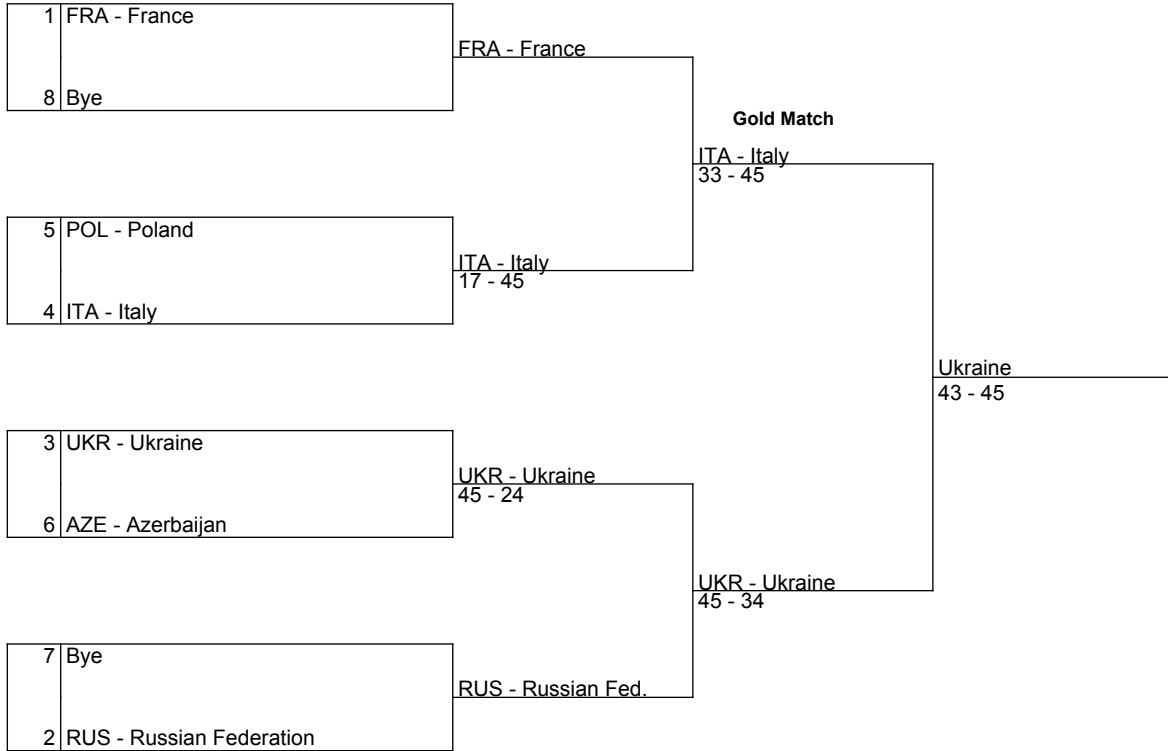 1 FRA - France
FRA - France
8 Bye
Gold Match
ITA - Italy
33 - 45
5 POL - Poland
ITA - Italy
17 - 45
4 ITA - Italy
Ukraine
43 - 45
3 UKR - Ukraine
UKR - Ukraine
45 - 24
6 AZE - Azerbaijan
UKR - Ukraine
45 - 34
7 Bye
RUS - Russian Fed.
2 RUS - Russian Federation